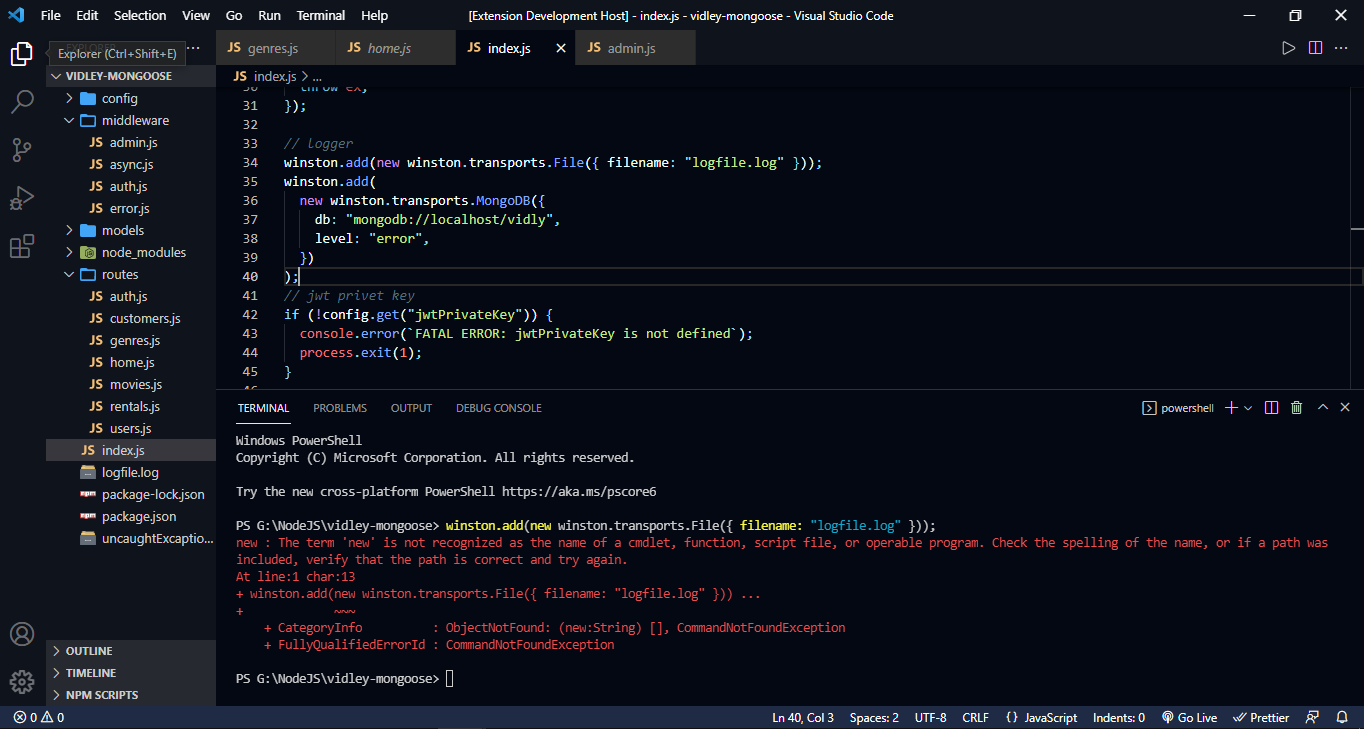 File Edit Selection View Go Run Terminal Help [Extension Development Host] - index.js - vidley-mongoose - Visual Studio Code
Explorer (Ctrl+Shift+E) ...
JS genres.js JS home.js JS index.js JS admin.js
VIDLEY-MONGOOSE
config
middleware
JS admin.js
JS async.js
JS auth.js
JS error.js
models
node_modules
routes
JS auth.js
JS customers.js
JS genres.js
JS home.js
JS movies.js
JS rentals.js
JS users.js
JS index.js
logfile.log
package-lock.json
package.json
uncaughtExcaptio...
OUTLINE
TIMELINE
NPM SCRIPTS
JS index.js > ...
30 throw ex;
31 });
32
33 // logger
34 winston.add(new winston.transports.File({ filename: "logfile.log" }));
35 winston.add(
36 new winston.transports.MongoDB({
37 db: "mongodb://localhost/vidly",
38 level: "error",
39 })
40 );
41 // jwt privet key
42 if (!config.get("jwtPrivateKey")) {
43 console.error(`FATAL ERROR: jwtPrivateKey is not defined`);
44 process.exit(1);
45 }
TERMINAL PROBLEMS OUTPUT DEBUG CONSOLE powershell
Windows PowerShell
Copyright (C) Microsoft Corporation. All rights reserved.
Try the new cross-platform PowerShell https://aka.ms/pscore6
PS G:\NodeJS\vidley-mongoose> winston.add(new winston.transports.File({ filename: "logfile.log" }));
new : The term 'new' is not recognized as the name of a cmdlet, function, script file, or operable program. Check the spelling of the name, or if a path was
included, verify that the path is correct and try again.
At line:1 char:13
+ winston.add(new winston.transports.File({ filename: "logfile.log" })) ...
+ ~~~
+ CategoryInfo : ObjectNotFound: (new:String) [], CommandNotFoundException
+ FullyQualifiedErrorId : CommandNotFoundException
PS G:\NodeJS\vidley-mongoose>
0 0 Ln 40, Col 3 Spaces: 2 UTF-8 CRLF {} JavaScript Indents: 0 Go Live Prettier